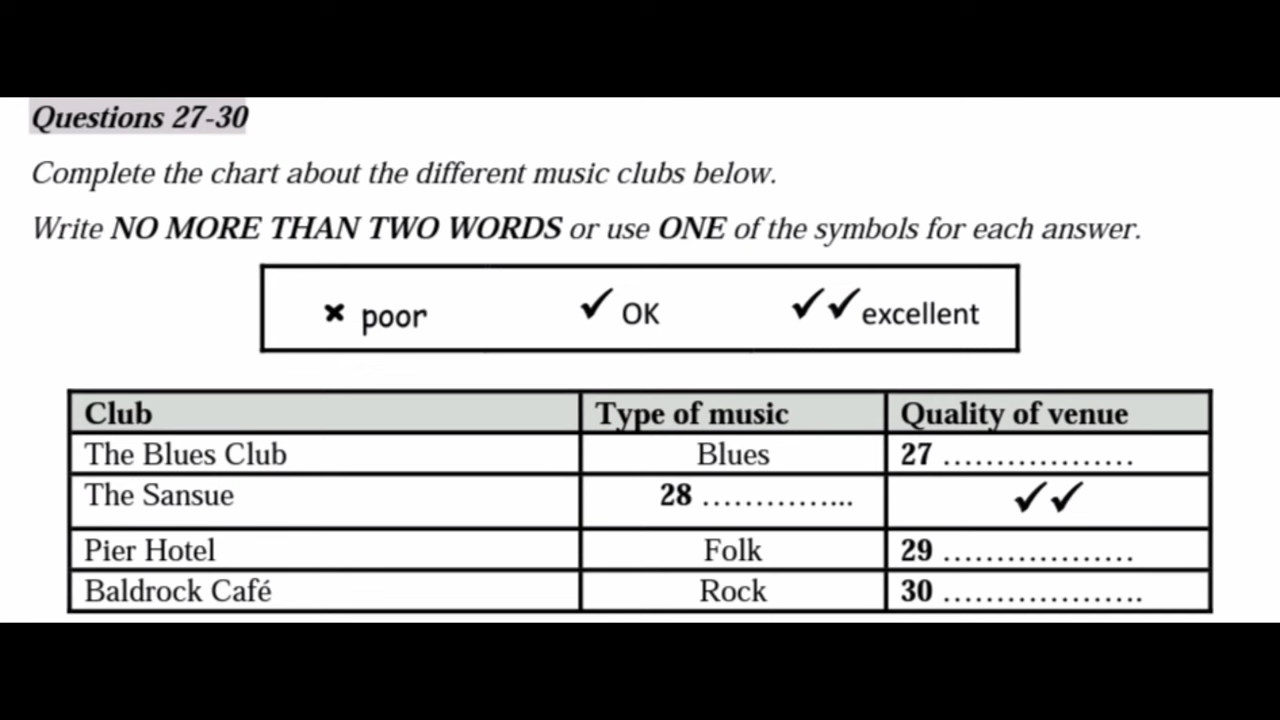 Questions 27-30
Complete the chart about the different music clubs below.
Write NO MORE THAN TWO WORDS or use ONE of the symbols for each answer.
✖ poor ✓ OK ✓✓ excellent
Club Type of music Quality of venue
The Blues Club Blues 27 ………………
The Sansue 28 …………... ✓✓
Pier Hotel Folk 29 ………………
Baldrock Café Rock 30 ……………….